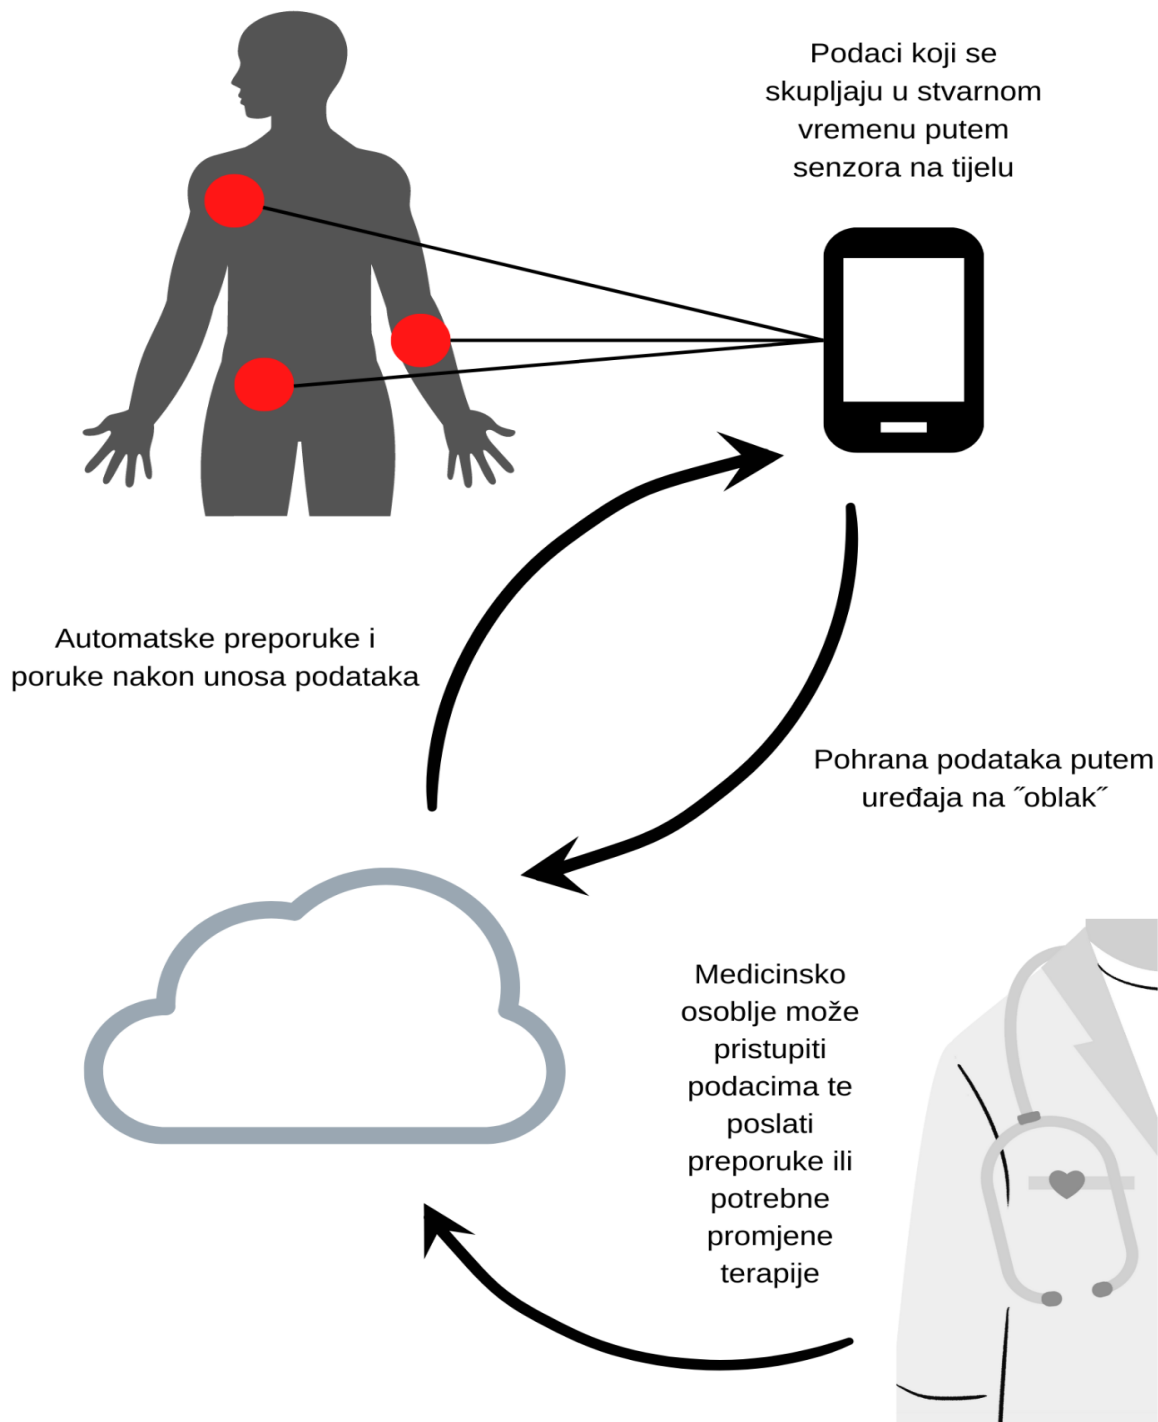 Podaci koji se
skupljaju u stvarnom
vremenu putem
senzora na tijelu
Automatske preporuke i
poruke nakon unosa podataka
Pohrana podataka putem
uređaja na ˝oblak˝
Medicinsko
osoblje može
pristupiti
podacima te
poslati
preporuke ili
potrebne
promjene
terapije